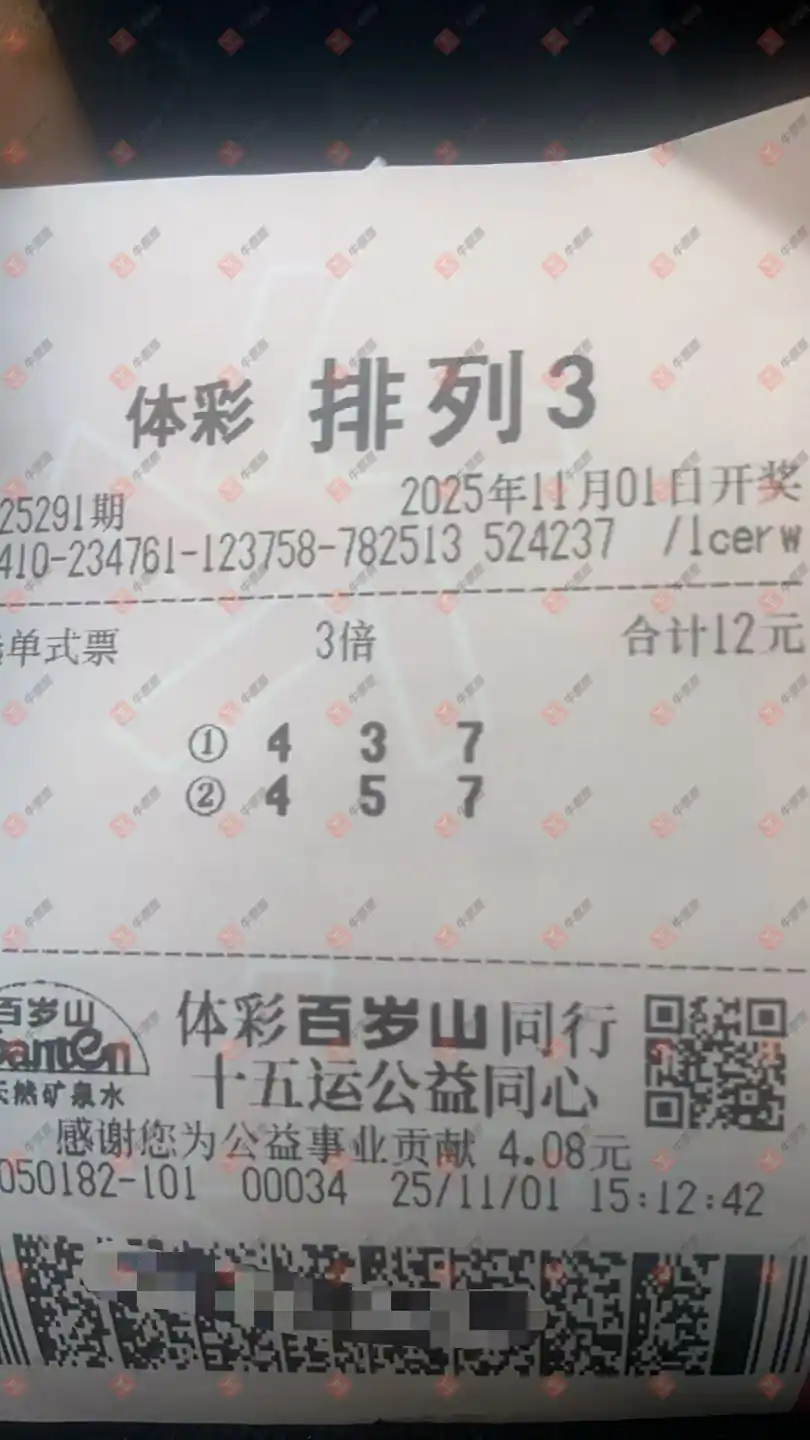 体彩 排列3
25291期 2025年11月01日开奖
410-234761-123758-782513 524237 /lcerw
单式票 3倍 合计12元
① 4 3 7
② 4 5 7
百岁山
天然矿泉水
体彩百岁山同行
十五运公益同心
感谢您为公益事业贡献 4.08元
050182-101 00034 25/11/01 15:12:42